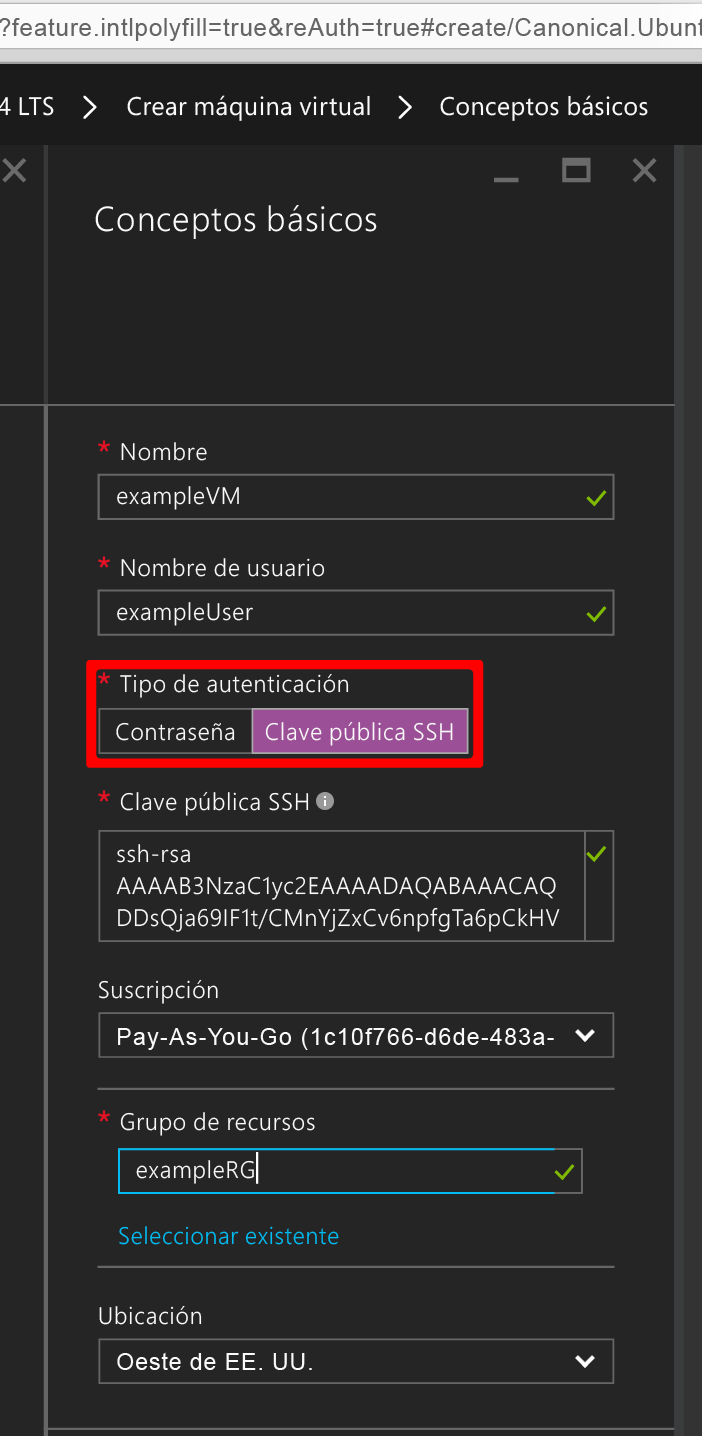 ?feature.intlpolyfill=true&reAuth=true#create/Canonical.Ubunt
4 LTS > Crear máquina virtual > Conceptos básicos
Conceptos básicos
* Nombre
exampleVM
* Nombre de usuario
exampleUser
* Tipo de autenticación
Contraseña Clave pública SSH
* Clave pública SSH
ssh-rsa
AAAAB3NzaC1yc2EAAAADAQABAAACAQ
DDsQja69IF1t/CMnYjZxCv6npfgTa6pCkHV
Suscripción
Pay-As-You-Go (1c10f766-d6de-483a-
* Grupo de recursos
exampleRG
Seleccionar existente
Ubicación
Oeste de EE. UU.